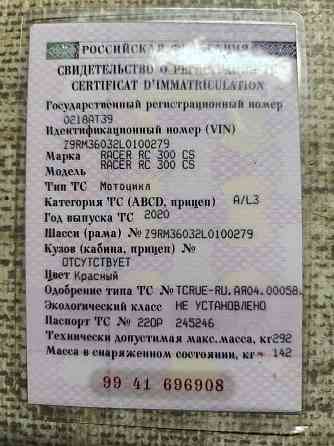 РОССИЙСКАЯ ФЕДЕРАЦИЯ
СВИДЕТЕЛЬСТВО О РЕГИСТРАЦИИ ТС
CERTIFICAT D'IMMATRICULATION
Государственный регистрационный номер
0218АТ39
Идентификационный номер (VIN)
Z9RM36032L0100279
Марка RACER RC 300 CS
Модель RACER RC 300 CS
Тип ТС Мотоцикл
Категория ТС (ABCD, прицеп) A/L3
Год выпуска ТС 2020
Шасси (рама) № Z9RM36032L0100279
Кузов (кабина, прицеп) №
ОТСУТСТВУЕТ
Цвет Красный
Одобрение типа ТС № TCRUE-RU.AR04.00058.
Экологический класс НЕ УСТАНОВЛЕНО
Паспорт ТС № 220Р 245246
Технически допустимая макс.масса, кг 292
Масса в снаряженном состоянии, кг 142
99 41 696908